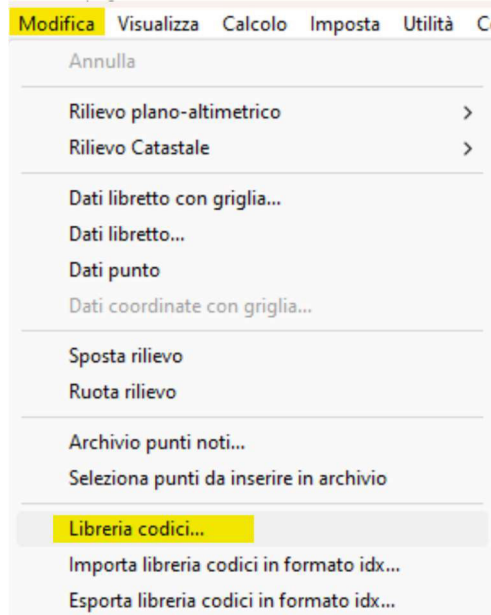 Modifica Visualizza Calcolo Imposta Utilità
Annulla
Rilievo plano-altimetrico
Rilievo Catastale
Dati libretto con griglia...
Dati libretto...
Dati punto
Dati coordinate con griglia...
Sposta rilievo
Ruota rilievo
Archivio punti noti...
Seleziona punti da inserire in archivio
Libreria codici...
Importa libreria codici in formato idx...
Esporta libreria codici in formato idx...